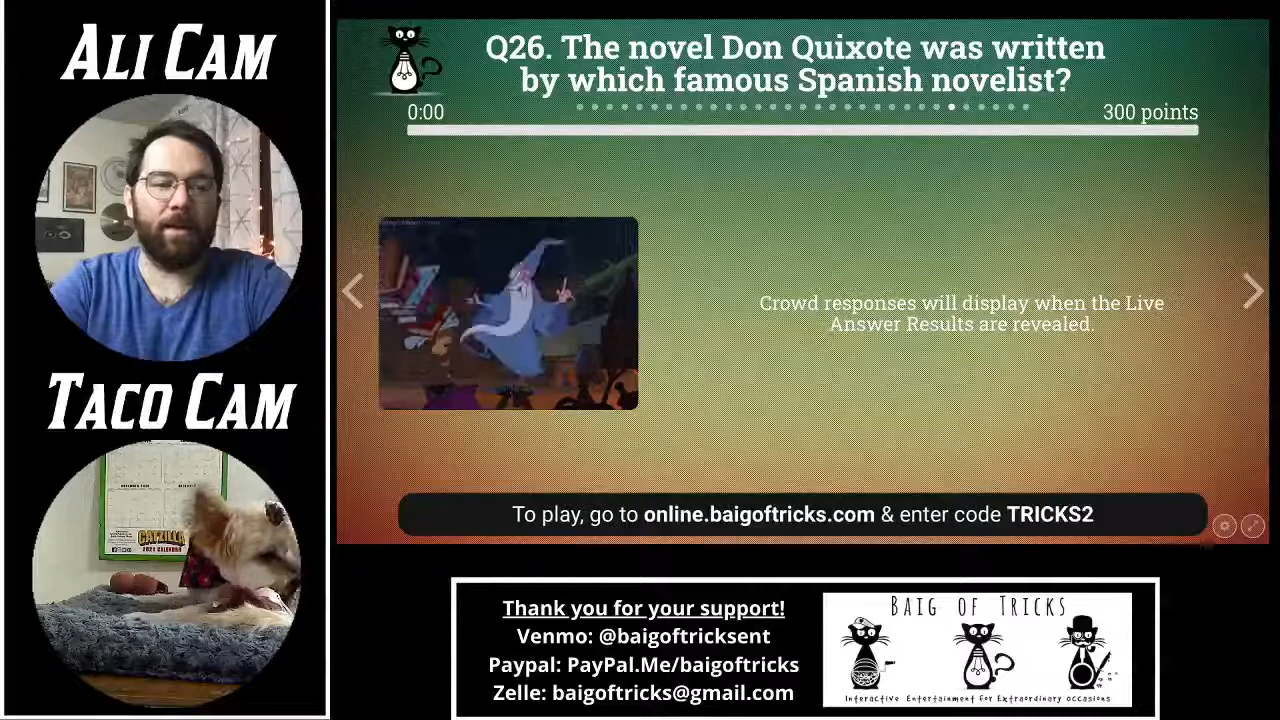 ALI CAM
TACO CAM
CATZILLA
2021 CALENDAR
Q26. The novel Don Quixote was written
by which famous Spanish novelist?
0:00
300 points
Crowd responses will display when the Live
Answer Results are revealed.
To play, go to online.baigoftricks.com & enter code TRICKS2
Thank you for your support!
Venmo: @baigoftricksent
Paypal: PayPal.Me/baigoftricks
Zelle: baigoftricks@gmail.com
BAIG OF TRICKS
Interactive Entertainment for Extraordinary Occasions